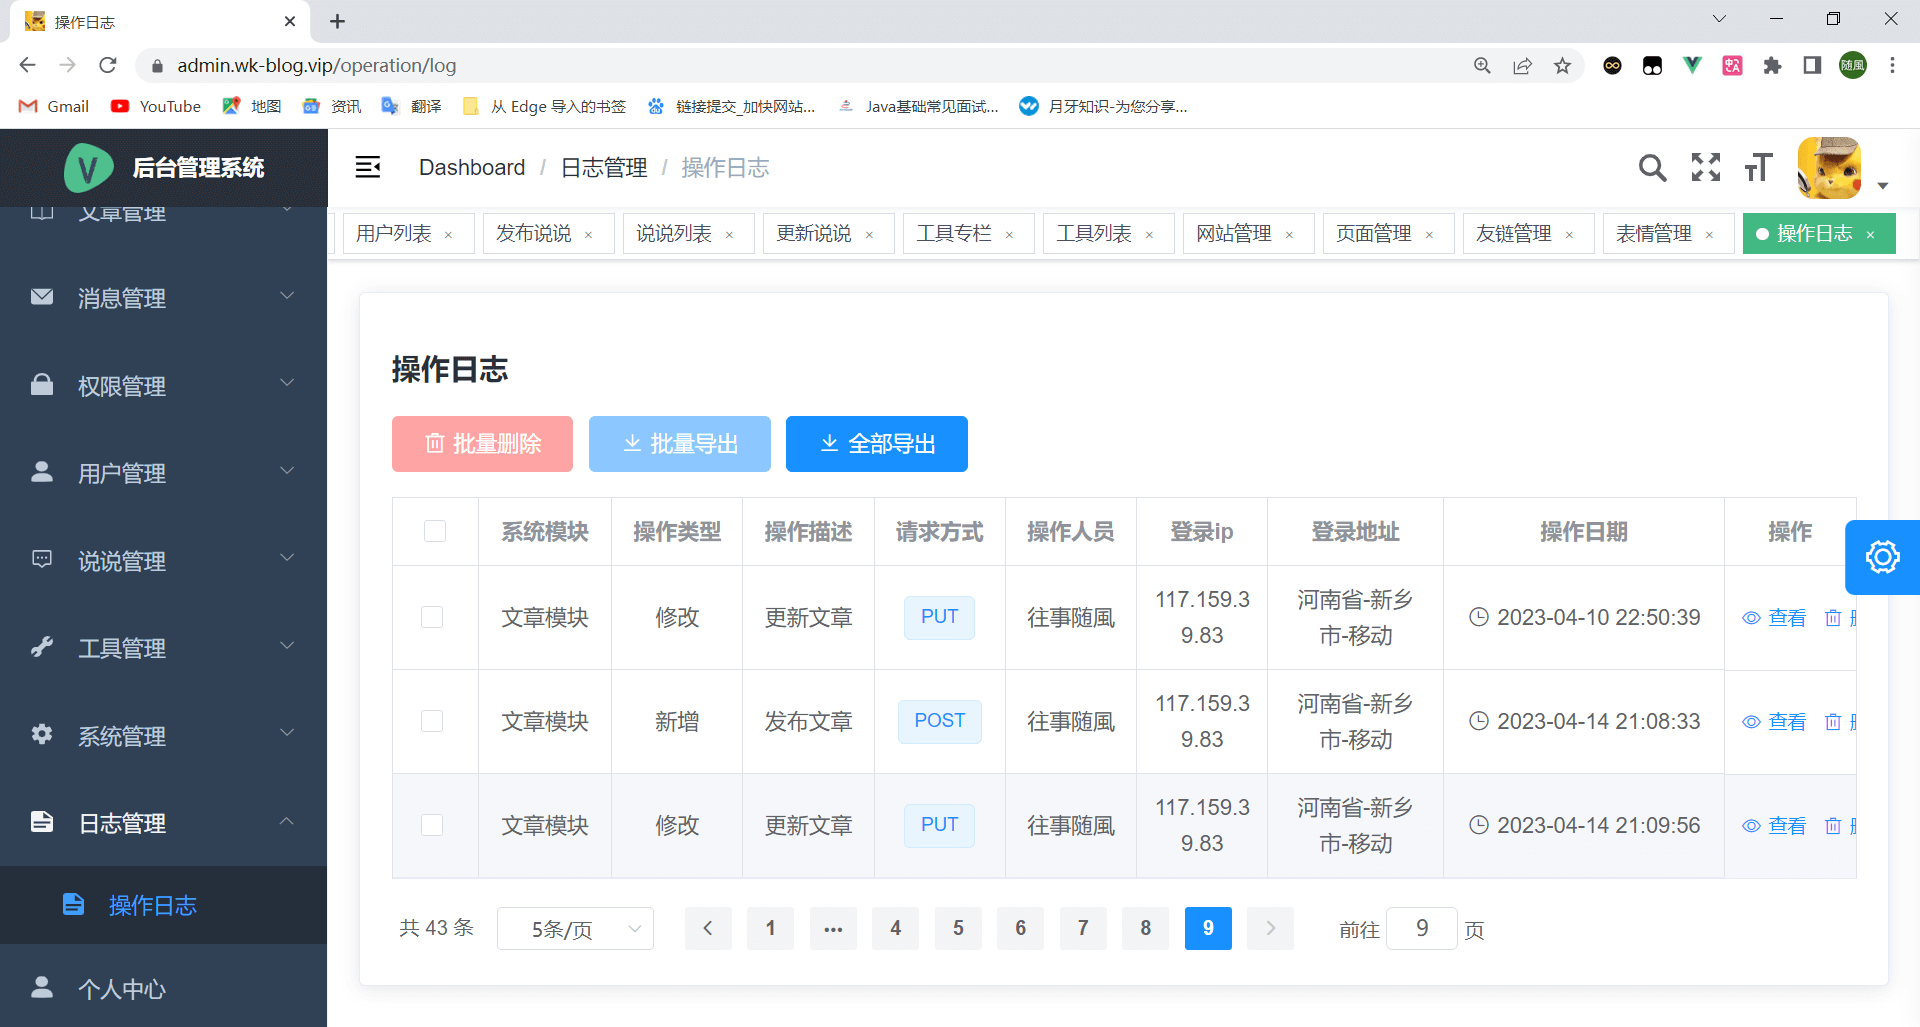 操作日志
admin.wk-blog.vip/operation/log
随風
Gmail YouTube 地图 资讯 翻译 从 Edge 导入的书签 链接提交_加快网站... Java基础常见面试... 月牙知识-为您分享...
V 后台管理系统
Dashboard / 日志管理 / 操作日志
用户列表 × 发布说说 × 说说列表 × 更新说说 × 工具专栏 × 工具列表 × 网站管理 × 页面管理 × 友链管理 × 表情管理 × 操作日志 ×
文章管理
消息管理
权限管理
用户管理
说说管理
工具管理
系统管理
日志管理
操作日志
个人中心
操作日志
批量删除 批量导出 全部导出
系统模块 操作类型 操作描述 请求方式 操作人员 登录ip 登录地址 操作日期 操作
文章模块 修改 更新文章 PUT 往事随風 117.159.39.83 河南省-新乡市-移动 2023-04-10 22:50:39 查看
文章模块 新增 发布文章 POST 往事随風 117.159.39.83 河南省-新乡市-移动 2023-04-14 21:08:33 查看
文章模块 修改 更新文章 PUT 往事随風 117.159.39.83 河南省-新乡市-移动 2023-04-14 21:09:56 查看
共 43 条 5条/页 1 ... 4 5 6 7 8 9 前往 9 页